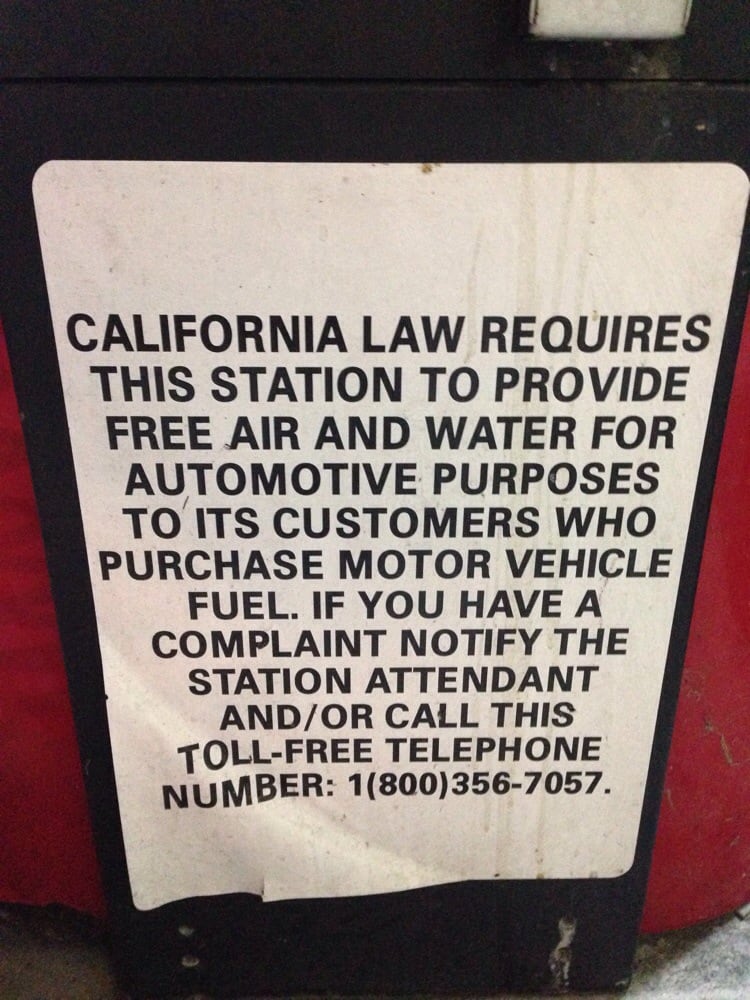 CALIFORNIA LAW REQUIRES
THIS STATION TO PROVIDE
FREE AIR AND WATER FOR
AUTOMOTIVE PURPOSES
TO ITS CUSTOMERS WHO
PURCHASE MOTOR VEHICLE
FUEL. IF YOU HAVE A
COMPLAINT NOTIFY THE
STATION ATTENDANT
AND/OR CALL THIS
TOLL-FREE TELEPHONE
NUMBER: 1(800)356-7057.